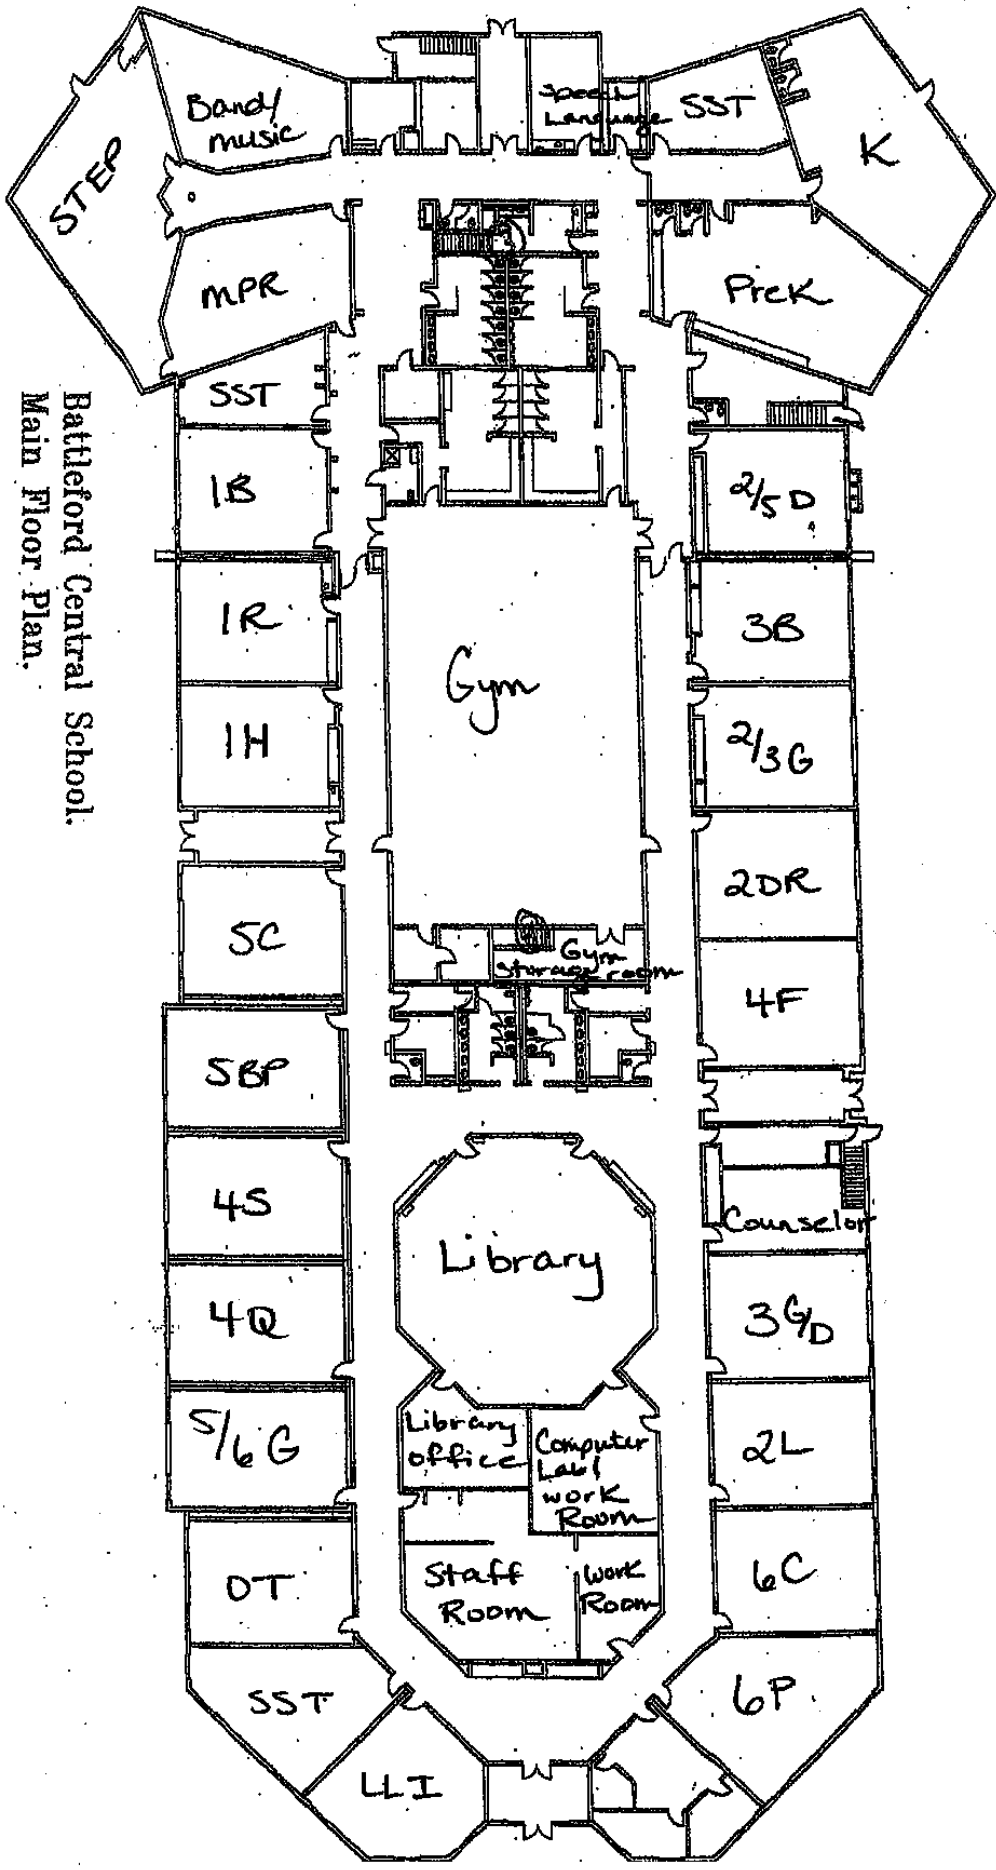 Band/
music
Speech
Language
SST
K
STEP
MPR
PreK
SST
1B
2/5 D
1R
3B
Gym
1H
2/3 G
2DR
5C
Gym
storage room
4F
5BP
4S
Counselor
Library
4Q
3 G/D
5/6 G
Library
office
Computer
Lab/
work
Room
2L
OT
Staff
Room
work
Room
6C
SST
6P
LLI
Battleford Central School.
Main Floor Plan.